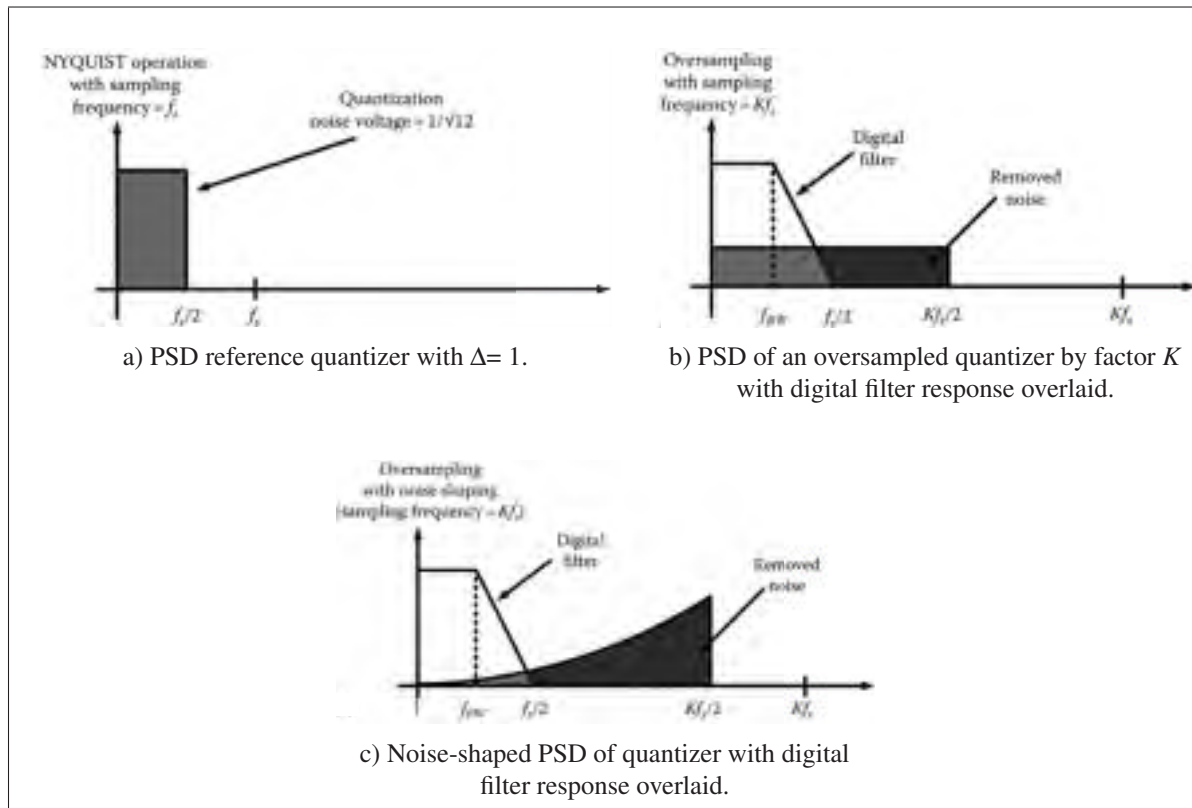 NYQUIST operation
with sampling
frequency = fₛ
Quantization
noise voltage = 1/√12
fₛ/2
fₛ
a) PSD reference quantizer with Δ= 1.
Oversampling
with sampling
frequency = Kfₛ
Digital
filter
Removed
noise
f_BW
fₛ/2
Kfₛ/2
Kfₛ
b) PSD of an oversampled quantizer by factor K
with digital filter response overlaid.
Oversampling
with noise shaping
(sampling frequency = Kfₛ)
Digital
filter
Removed
noise
fₛ/2
Kfₛ/2
Kfₛ
c) Noise-shaped PSD of quantizer with digital
filter response overlaid.